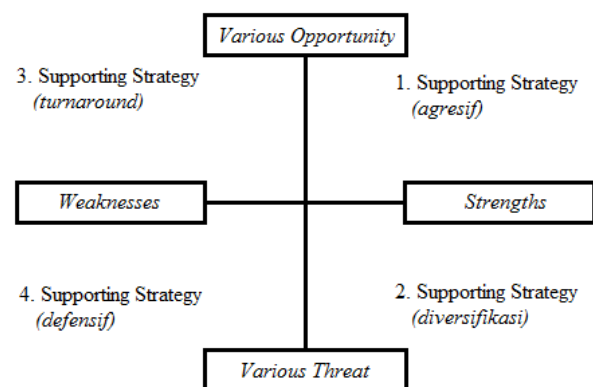 Various Opportunity
3. Supporting Strategy
(turnaround)
1. Supporting Strategy
(agresif)
Weaknesses
Strengths
4. Supporting Strategy
(defensif)
2. Supporting Strategy
(diversifikasi)
Various Threat